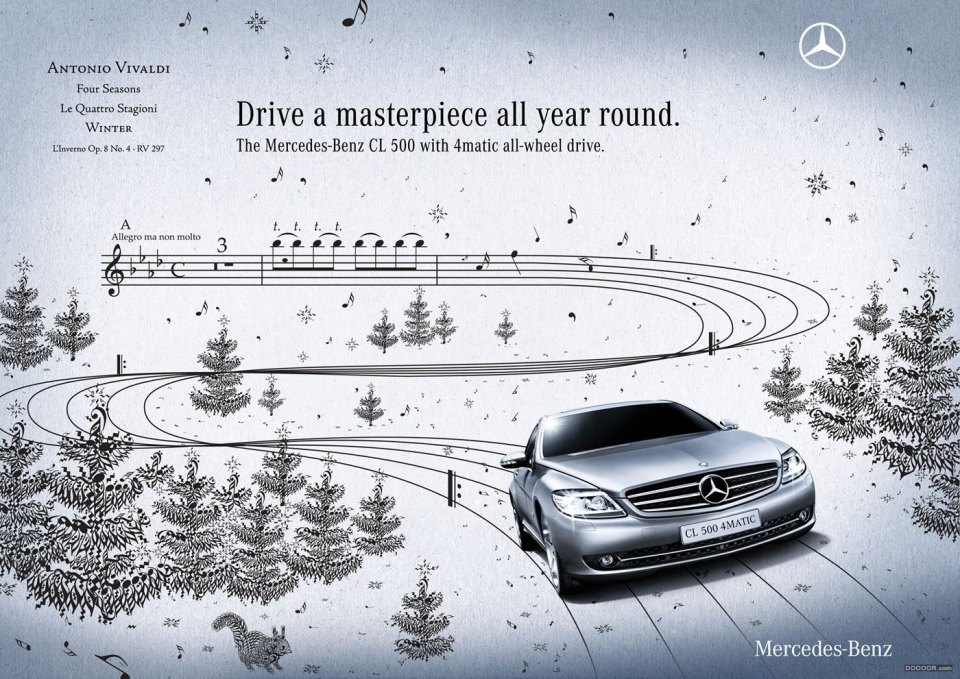 ANTONIO VIVALDI
Four Seasons
Le Quattro Stagioni
WINTER
L'Inverno Op. 8 No. 4 · RV 297
Drive a masterpiece all year round.
The Mercedes-Benz CL 500 with 4matic all-wheel drive.
A
Allegro ma non molto
3
t. t. t. t.
CL 500 4MATIC
Mercedes-Benz
DOOOOR.com